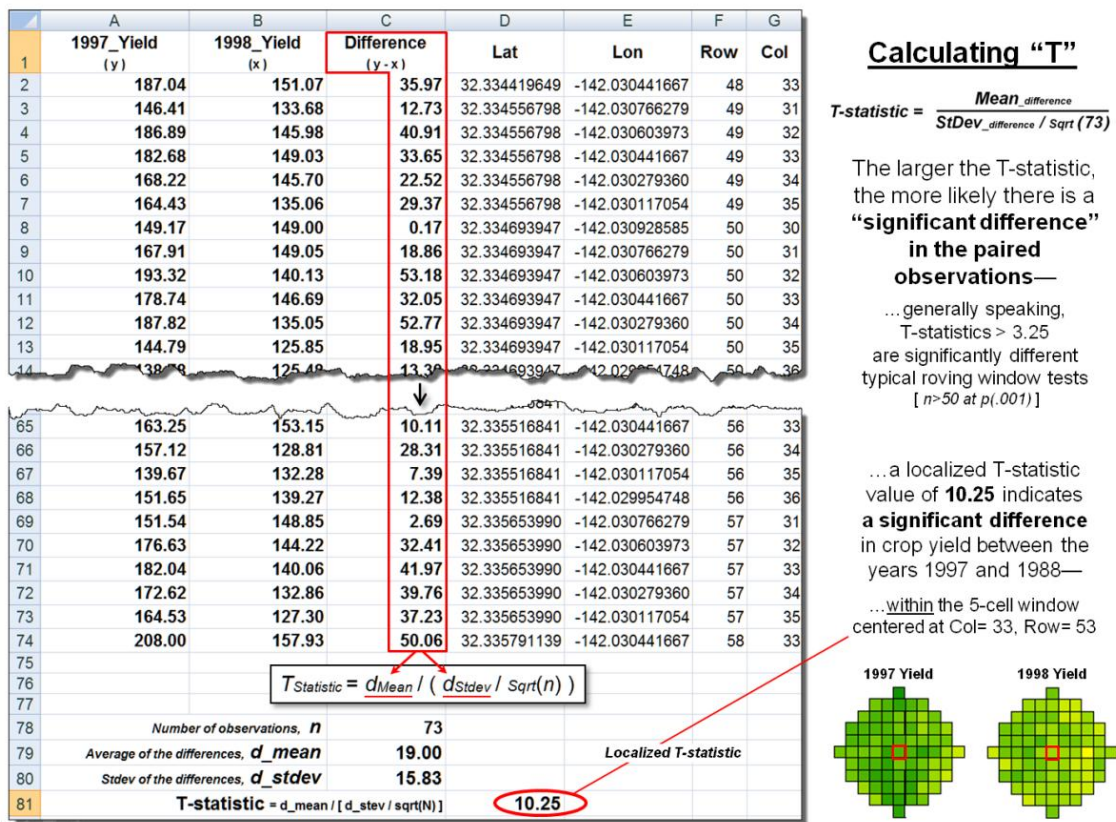 A B C D E F G
1 1997_Yield 1998_Yield Difference Lat Lon Row Col
( y ) (x ) ( y - x )
2 187.04 151.07 35.97 32.334419649 -142.030441667 48 33
3 146.41 133.68 12.73 32.334556798 -142.030766279 49 31
4 186.89 145.98 40.91 32.334556798 -142.030603973 49 32
5 182.68 149.03 33.65 32.334556798 -142.030441667 49 33
6 168.22 145.70 22.52 32.334556798 -142.030279360 49 34
7 164.43 135.06 29.37 32.334556798 -142.030117054 49 35
8 149.17 149.00 0.17 32.334693947 -142.030928585 50 30
9 167.91 149.05 18.86 32.334693947 -142.030766279 50 31
10 193.32 140.13 53.18 32.334693947 -142.030603973 50 32
11 178.74 146.69 32.05 32.334693947 -142.030441667 50 33
12 187.82 135.05 52.77 32.334693947 -142.030279360 50 34
13 144.79 125.85 18.95 32.334693947 -142.030117054 50 35
14 125.48 50 36
65 163.25 153.15 10.11 32.335516841 -142.030441667 56 33
66 157.12 128.81 28.31 32.335516841 -142.030279360 56 34
67 139.67 132.28 7.39 32.335516841 -142.030117054 56 35
68 151.65 139.27 12.38 32.335516841 -142.029954748 56 36
69 151.54 148.85 2.69 32.335653990 -142.030766279 57 31
70 176.63 144.22 32.41 32.335653990 -142.030603973 57 32
71 182.04 140.06 41.97 32.335653990 -142.030441667 57 33
72 172.62 132.86 39.76 32.335653990 -142.030279360 57 34
73 164.53 127.30 37.23 32.335653990 -142.030117054 57 35
74 208.00 157.93 50.06 32.335791139 -142.030441667 58 33
75
76
77
TStatistic = dMean / ( dStdev / Sqrt(n) )
78 Number of observations, n 73
79 Average of the differences, d_mean 19.00 Localized T-statistic
80 Stdev of the differences, d_stdev 15.83
81 T-statistic = d_mean / [ d_stev / sqrt(N) ] 10.25
Calculating “T”
T-statistic = Mean_difference
StDev_difference / Sqrt (73)
The larger the T-statistic,
the more likely there is a
“significant difference”
in the paired
observations—
…generally speaking,
T-statistics > 3.25
are significantly different
typical roving window tests
[ n>50 at p(.001) ]
…a localized T-statistic
value of 10.25 indicates
a significant difference
in crop yield between the
years 1997 and 1988—
…within the 5-cell window
centered at Col= 33, Row= 53
1997 Yield 1998 Yield